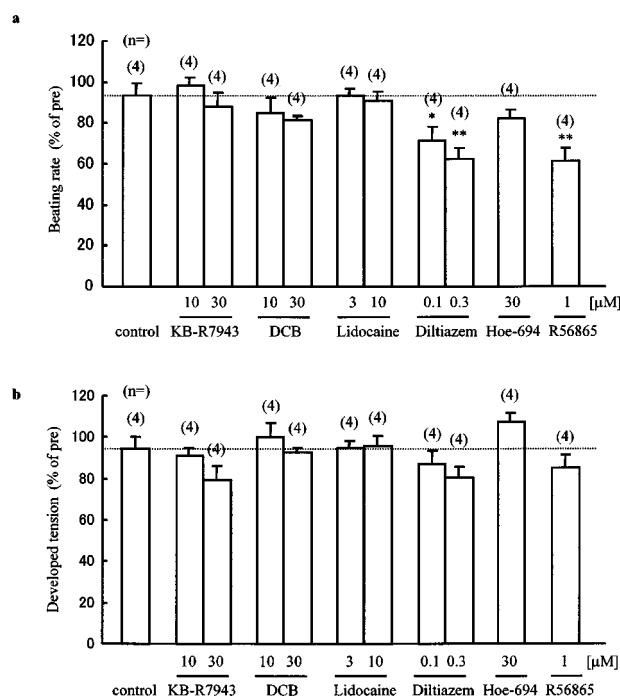 a
(n=)
120
(4) (4) (4) (4) (4) (4) (4) (4) (4) (4) (4)
* ** **
100
80
60
40
20
0
Beating rate (% of pre)
10 30 10 30 3 10 0.1 0.3 30 1 [μM]
control KB-R7943 DCB Lidocaine Diltiazem Hoe-694 R56865
b
(n=)
120
(4) (4) (4) (4) (4) (4) (4) (4) (4) (4) (4)
100
80
60
40
20
0
Developed tension (% of pre)
10 30 10 30 3 10 0.1 0.3 30 1 [μM]
control KB-R7943 DCB Lidocaine Diltiazem Hoe-694 R56865